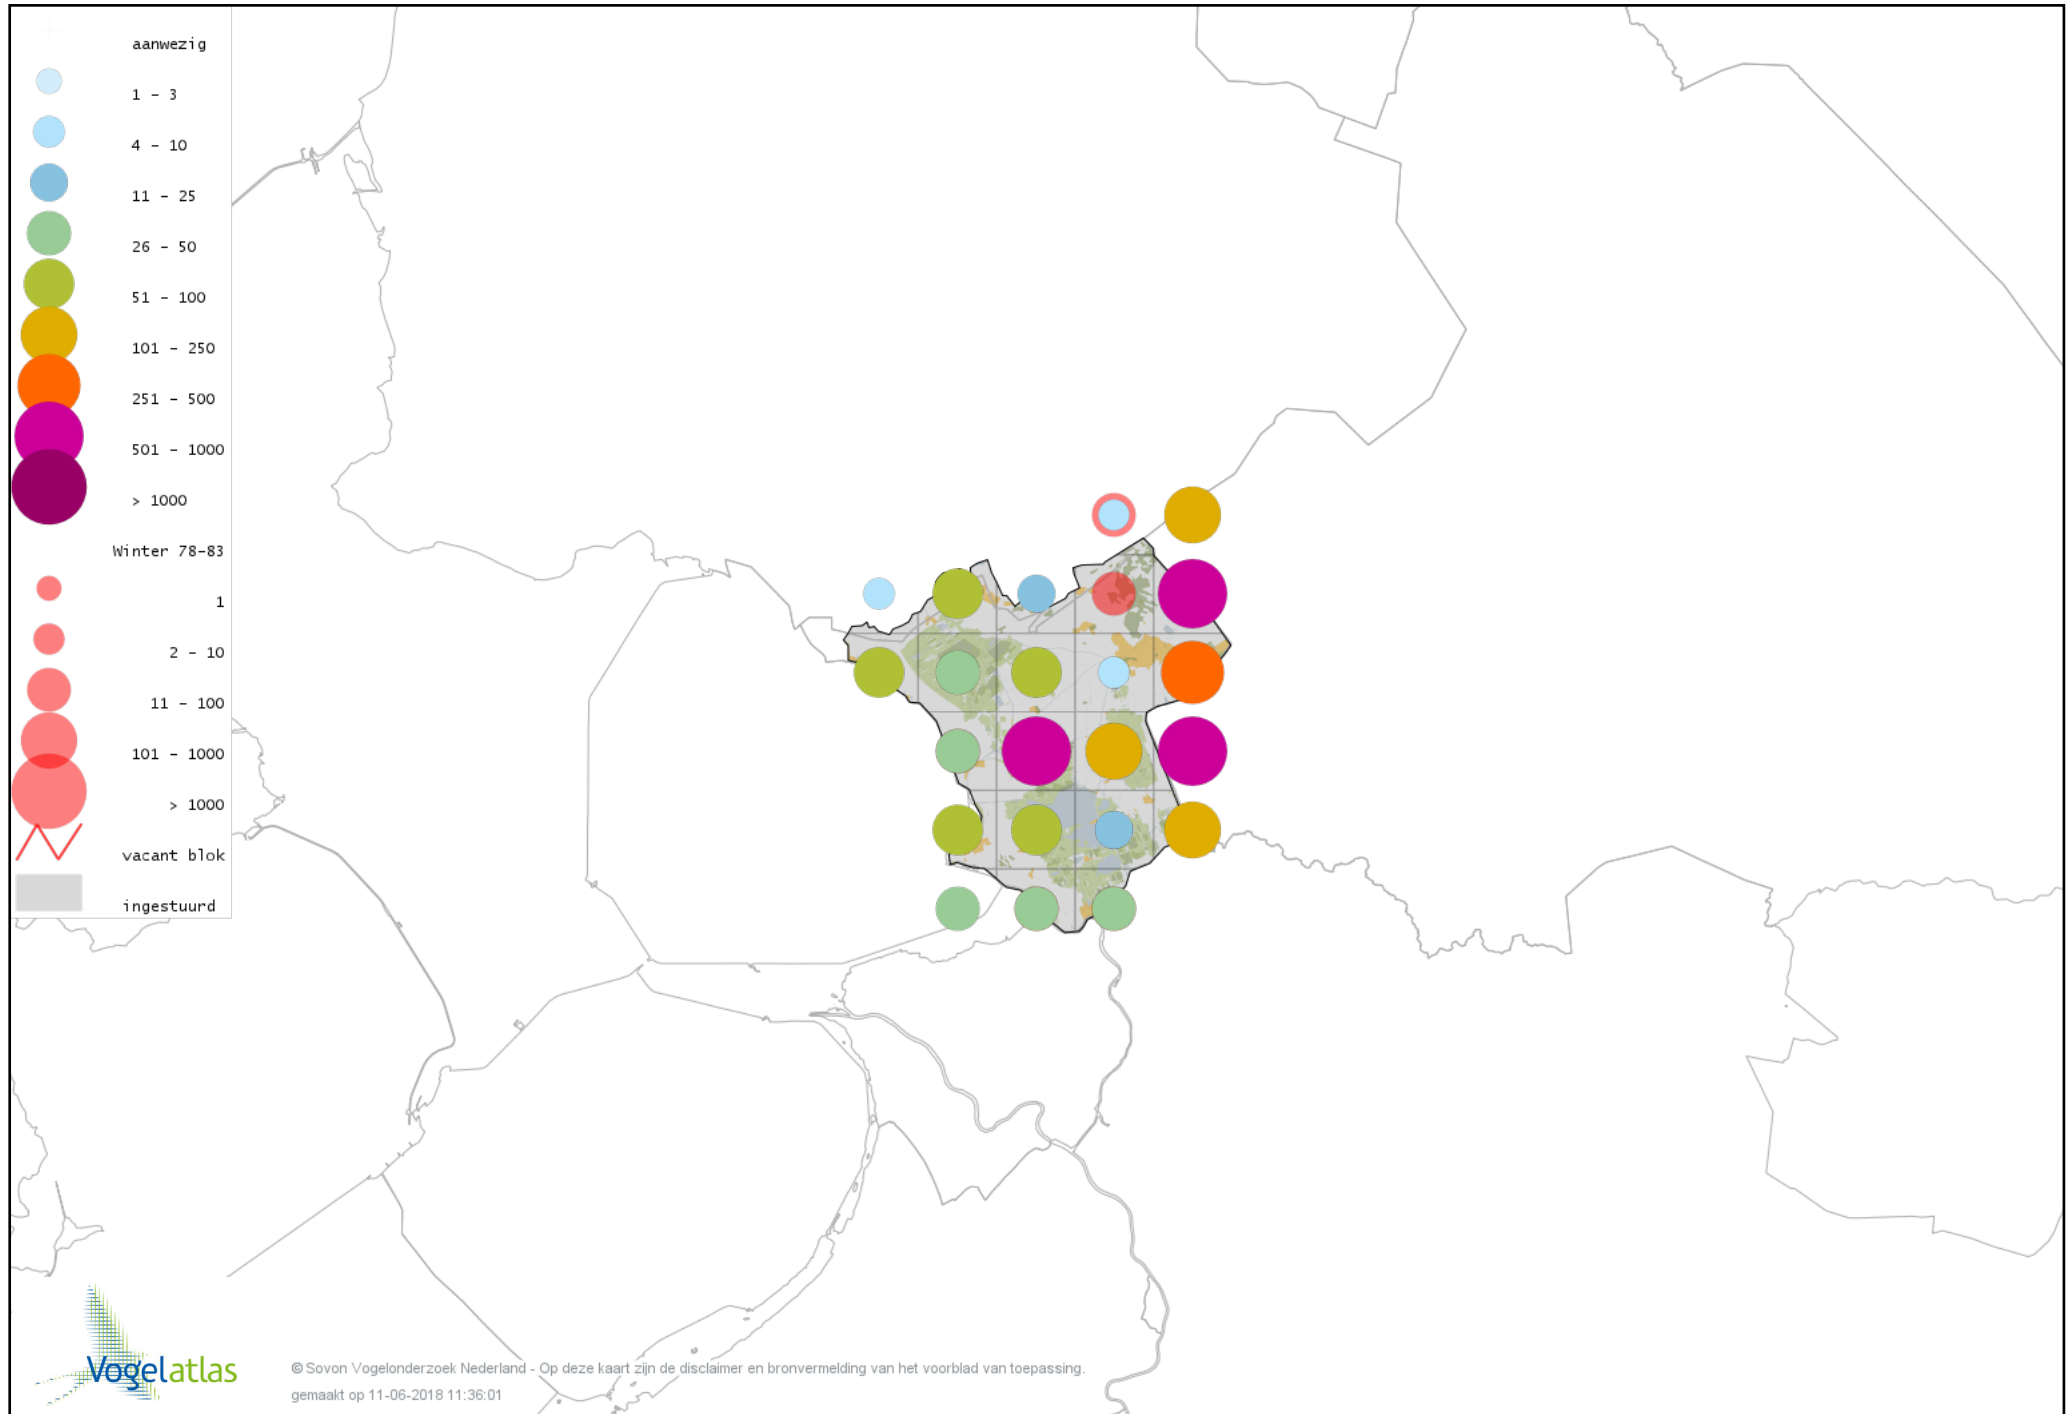 aanwezig
1 - 3
4 - 10
11 - 25
26 - 50
51 - 100
101 - 250
251 - 500
501 - 1000
> 1000
Winter 78-83
1
2 - 10
11 - 100
101 - 1000
> 1000
vacant blok
ingestuurd
Vogelatlas
© Sovon Vogelonderzoek Nederland - Op deze kaart zijn de disclaimer en bronvermelding van het voorblad van toepassing.
gemaakt op 11-06-2018 11:36:01